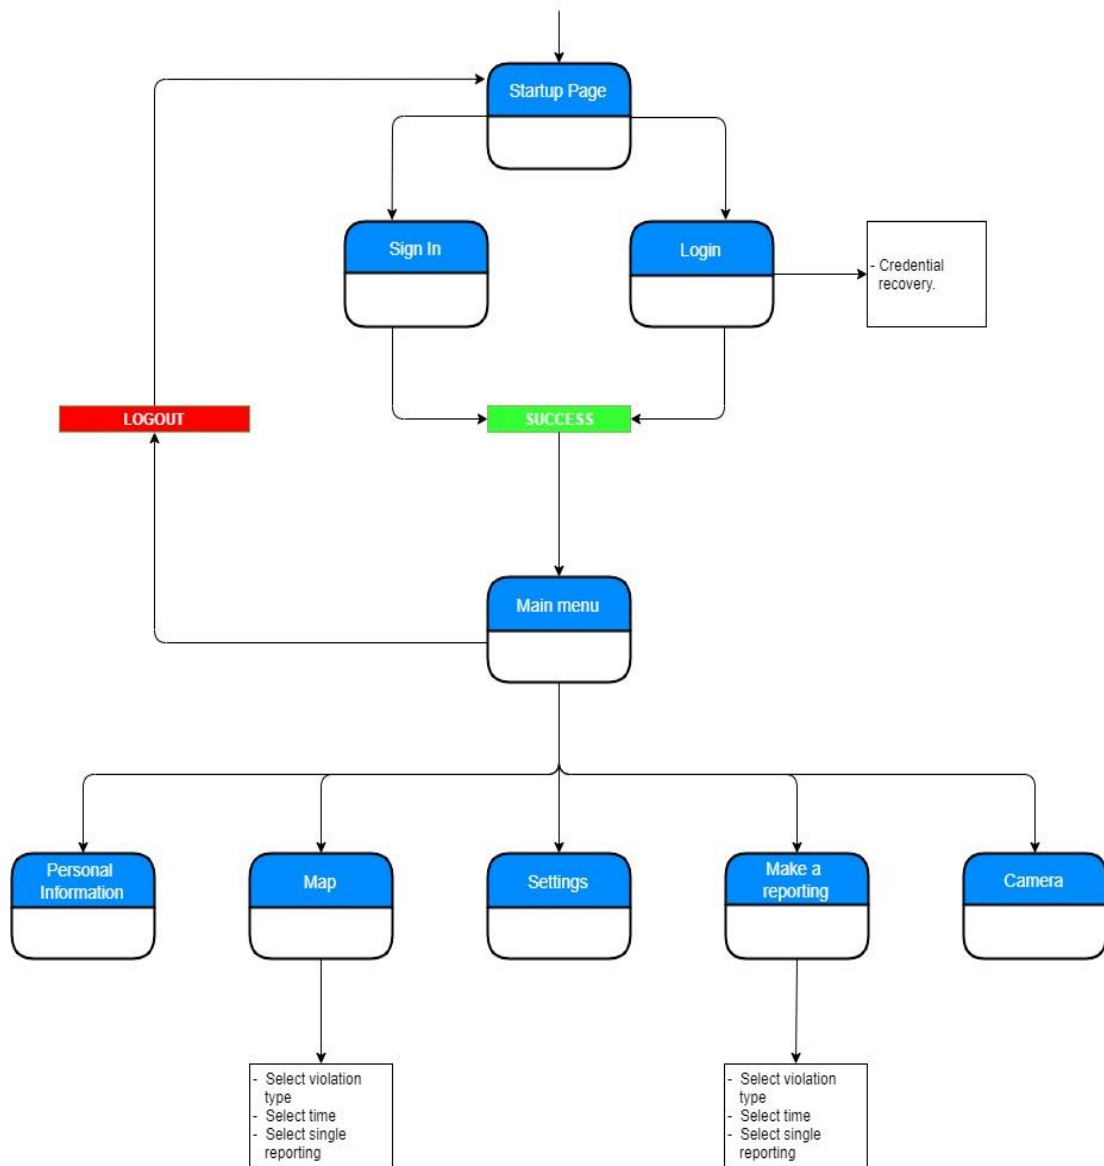 Startup Page
Sign In
Login
- Credential
recovery.
LOGOUT
SUCCESS
Main menu
Personal
Information
Map
Settings
Make a
reporting
Camera
- Select violation
type
- Select time
- Select single
reporting
- Select violation
type
- Select time
- Select single
reporting